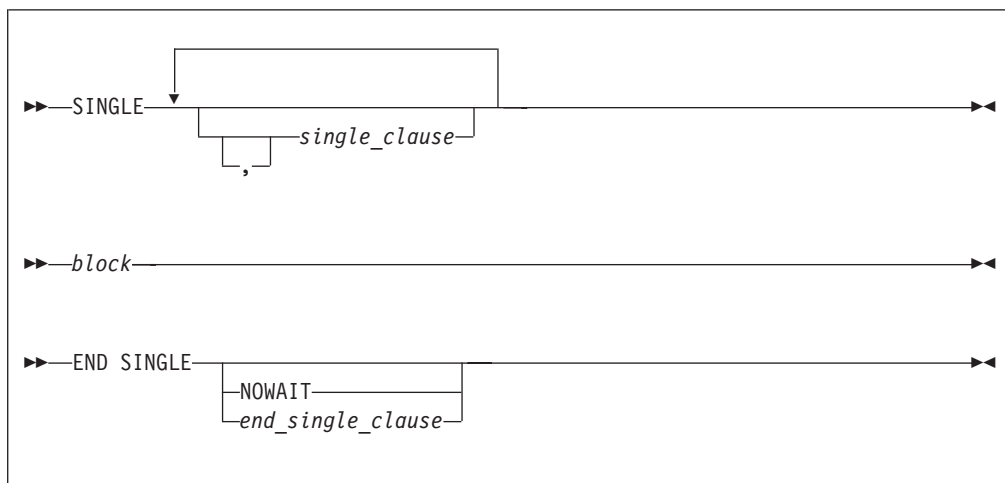 SINGLE
single_clause
,
block
END SINGLE
NOWAIT
end_single_clause